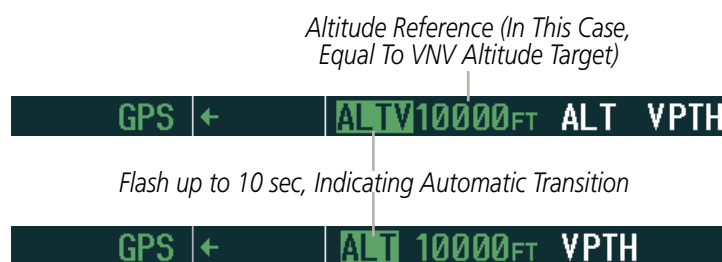 Altitude Reference (In This Case,
Equal To VNV Altitude Target)
GPS ← ALTV 10000FT ALT VPTH
Flash up to 10 sec, Indicating Automatic Transition
GPS ← ALT 10000FT VPTH